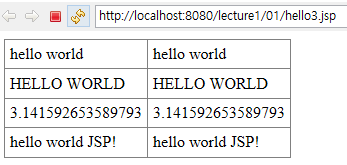 http://localhost:8080/lecture1/01/hello3.jsp
hello world hello world
HELLO WORLD HELLO WORLD
3.141592653589793 3.141592653589793
hello world JSP! hello world JSP!